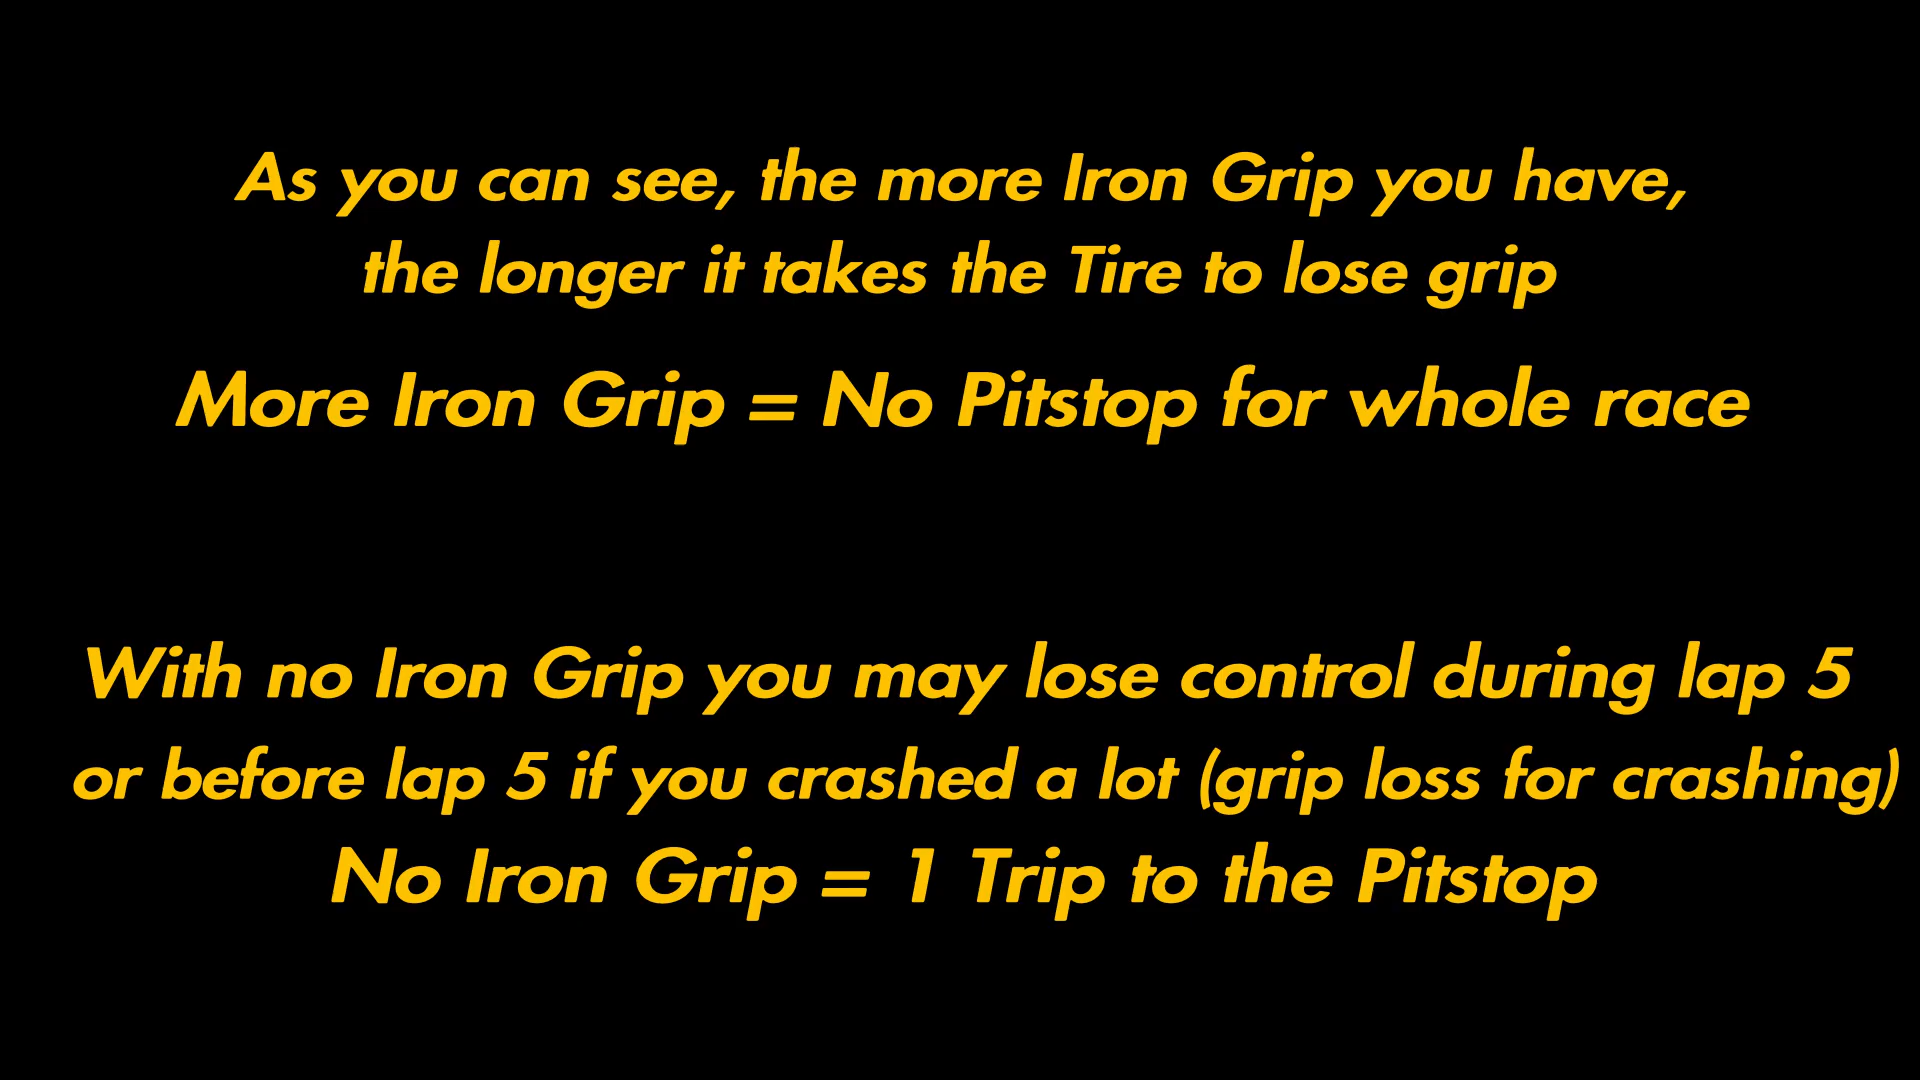 As you can see, the more Iron Grip you have,
the longer it takes the Tire to lose grip
More Iron Grip = No Pitstop for whole race
With no Iron Grip you may lose control during lap 5
or before lap 5 if you crashed a lot (grip loss for crashing)
No Iron Grip = 1 Trip to the Pitstop